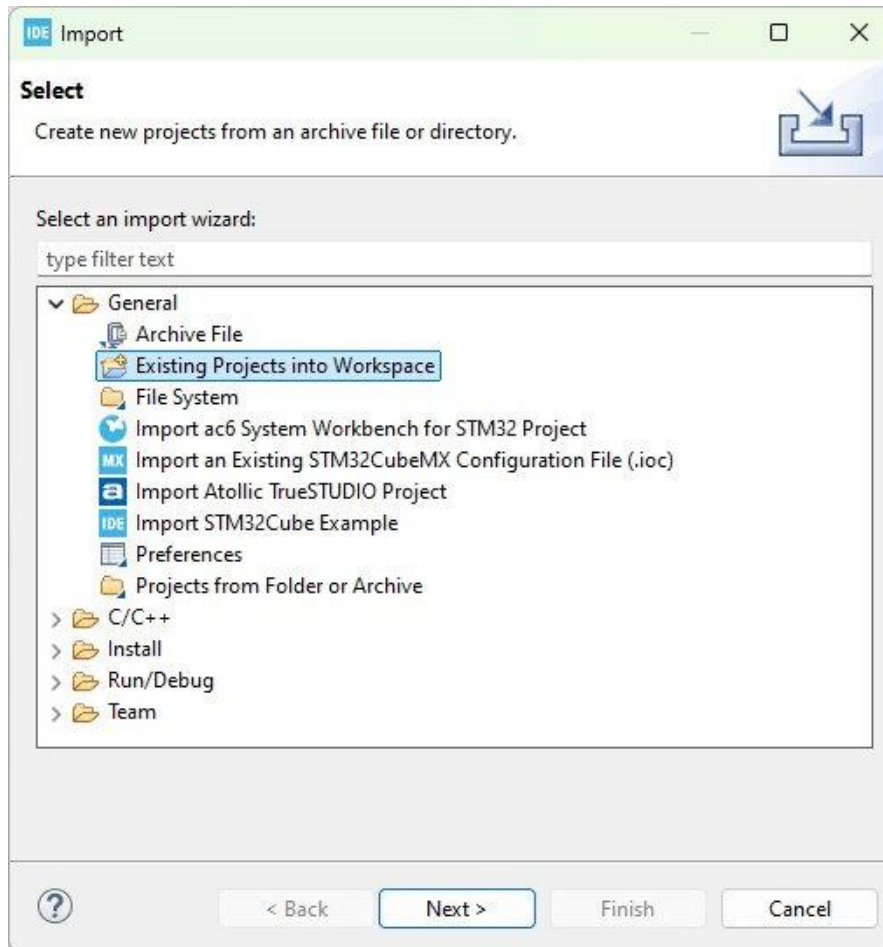 IDE Import
Select
Create new projects from an archive file or directory.
Select an import wizard:
type filter text
General
Archive File
Existing Projects into Workspace
File System
Import ac6 System Workbench for STM32 Project
MX Import an Existing STM32CubeMX Configuration File (.ioc)
a Import Atollic TrueSTUDIO Project
IDE Import STM32Cube Example
Preferences
Projects from Folder or Archive
C/C++
Install
Run/Debug
Team
? < Back Next > Finish Cancel